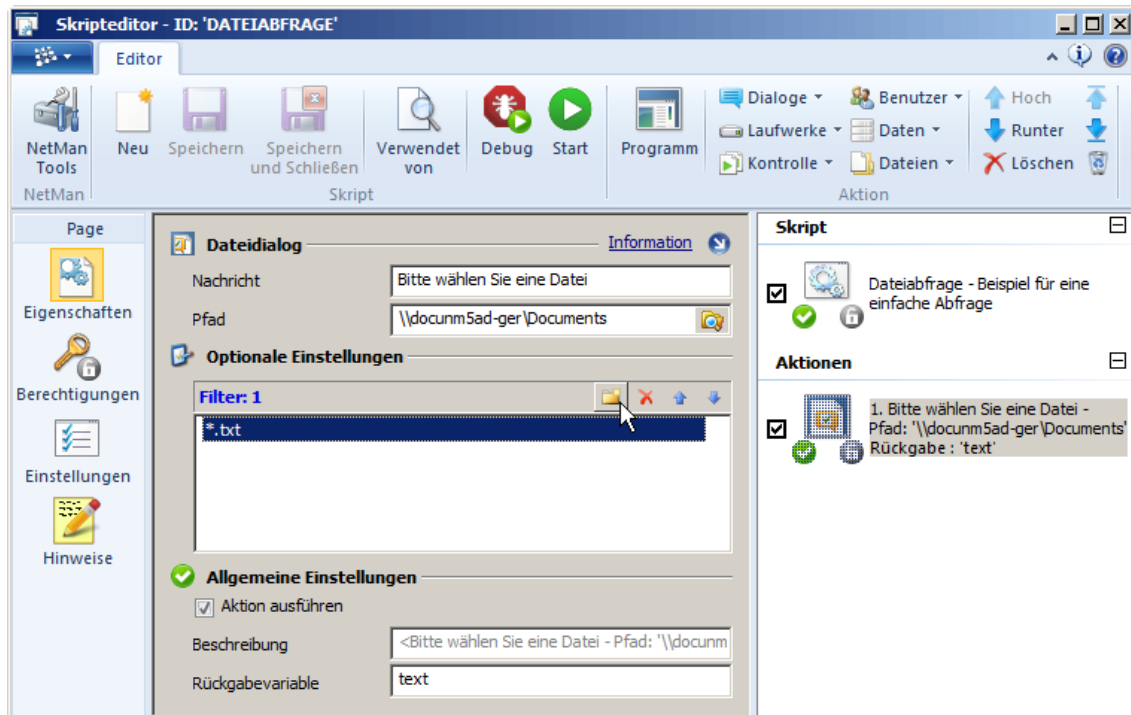 Skripteditor - ID: 'DATEIABFRAGE'
Editor
NetMan
Tools
Neu
Speichern
Speichern
und Schließen
Verwendet
von
Debug
Start
Programm
Dialoge
Laufwerke
Kontrolle
Benutzer
Daten
Dateien
Hoch
Runter
Löschen
NetMan
Skript
Aktion
Page
Eigenschaften
Berechtigungen
Einstellungen
Hinweise
Dateidialog
Information
Nachricht
Bitte wählen Sie eine Datei
Pfad
\\docunm5ad-ger\Documents
Optionale Einstellungen
Filter: 1
*.txt
Allgemeine Einstellungen
Aktion ausführen
Beschreibung
<Bitte wählen Sie eine Datei - Pfad: '\\docunm
Rückgabevariable
text
Skript
Dateiabfrage - Beispiel für eine
einfache Abfrage
Aktionen
1. Bitte wählen Sie eine Datei -
Pfad: '\\docunm5ad-ger\Documents'
Rückgabe : 'text'